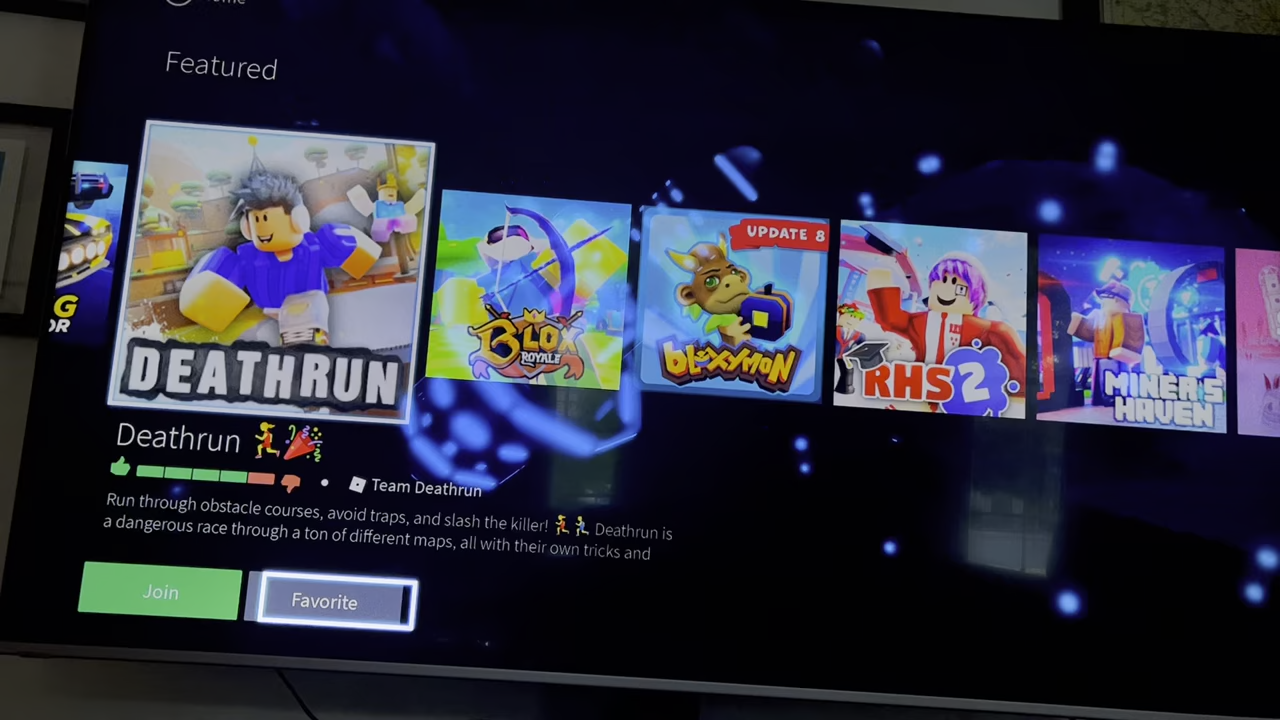 Featured
G
OR
DEATHRUN
BLOX
ROYALE
UPDATE 8
bloxymon
RHS2
MINER'S
HAVEN
Deathrun 🏃🎉
Team Deathrun
Run through obstacle courses, avoid traps, and slash the killer! 🏃🏃 Deathrun is
a dangerous race through a ton of different maps, all with their own tricks and
Join
Favorite